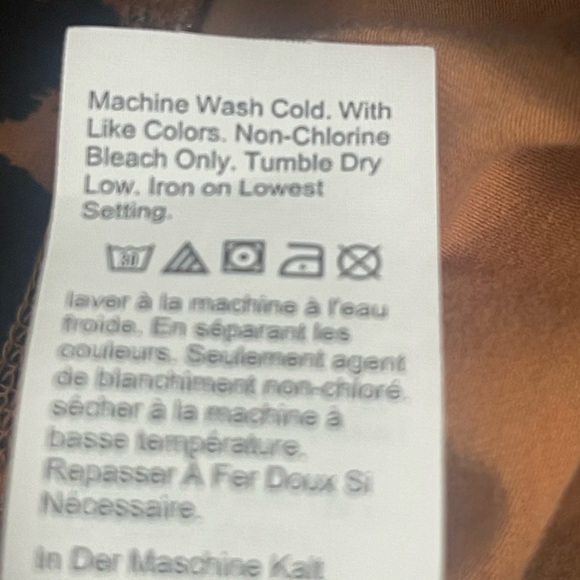 Machine Wash Cold. With
Like Colors. Non-Chlorine
Bleach Only. Tumble Dry
Low. Iron on Lowest
Setting.
30
laver à la machine à l'eau
froide. En séparant les
couleurs. Seulement agent
de blanchiment non-chloré.
sécher à la machine à
basse température.
Repasser À Fer Doux Si
Nécessaire.
In Der Maschine Kalt